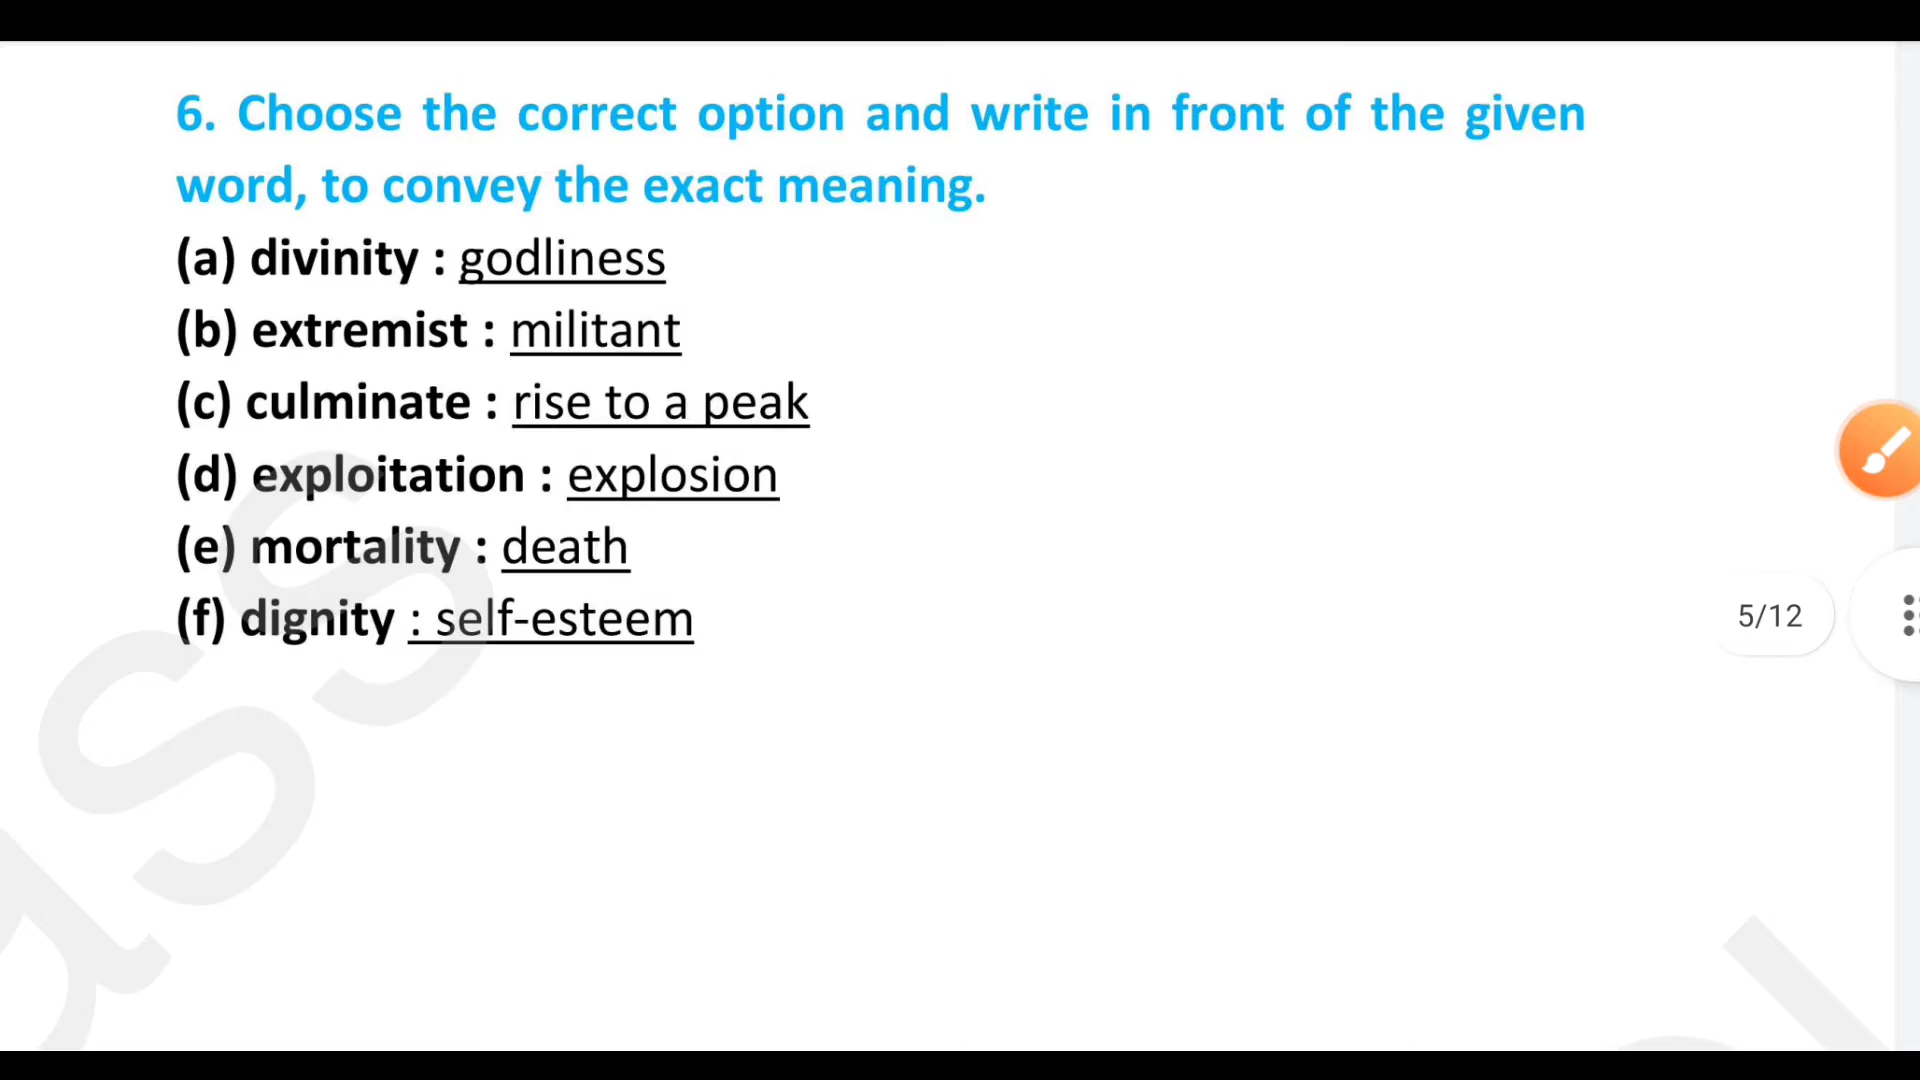 6. Choose the correct option and write in front of the given
word, to convey the exact meaning.
(a) divinity : godliness
(b) extremist : militant
(c) culminate : rise to a peak
(d) exploitation : explosion
(e) mortality : death
(f) dignity : self-esteem
5/12